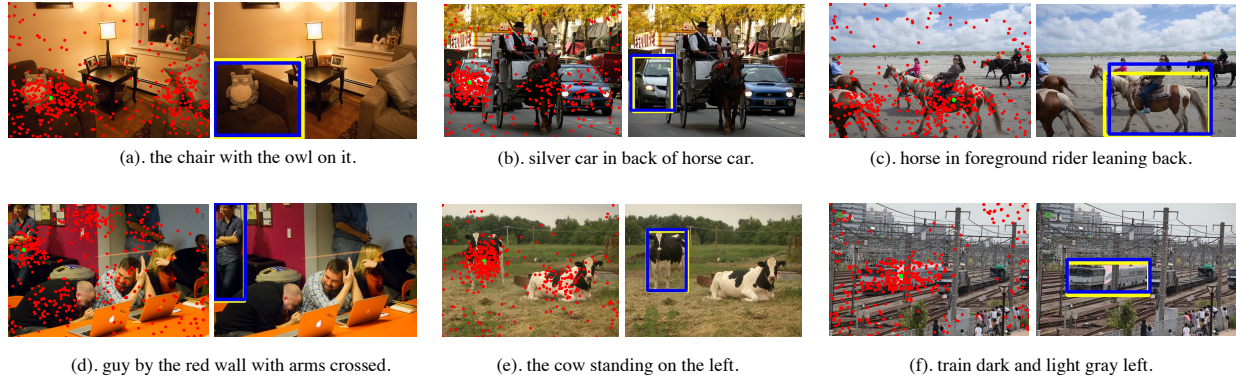 (a). the chair with the owl on it.
(b). silver car in back of horse car.
(c). horse in foreground rider leaning back.
(d). guy by the red wall with arms crossed.
(e). the cow standing on the left.
(f). train dark and light gray left.